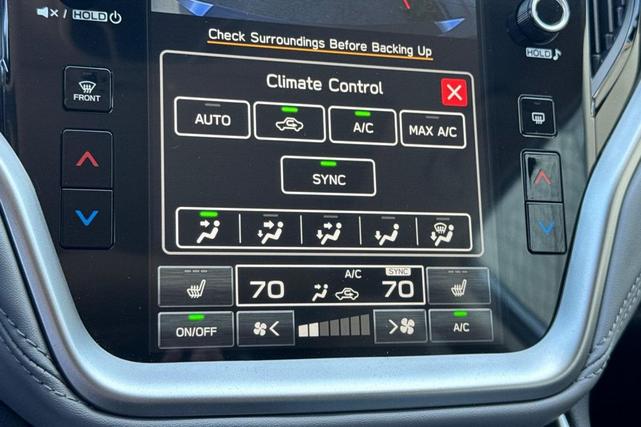 HOLD
Check Surroundings Before Backing Up
HOLD
Climate Control
FRONT
AUTO
A/C
MAX A/C
SYNC
A/C
SYNC
70
70
ON/OFF
A/C